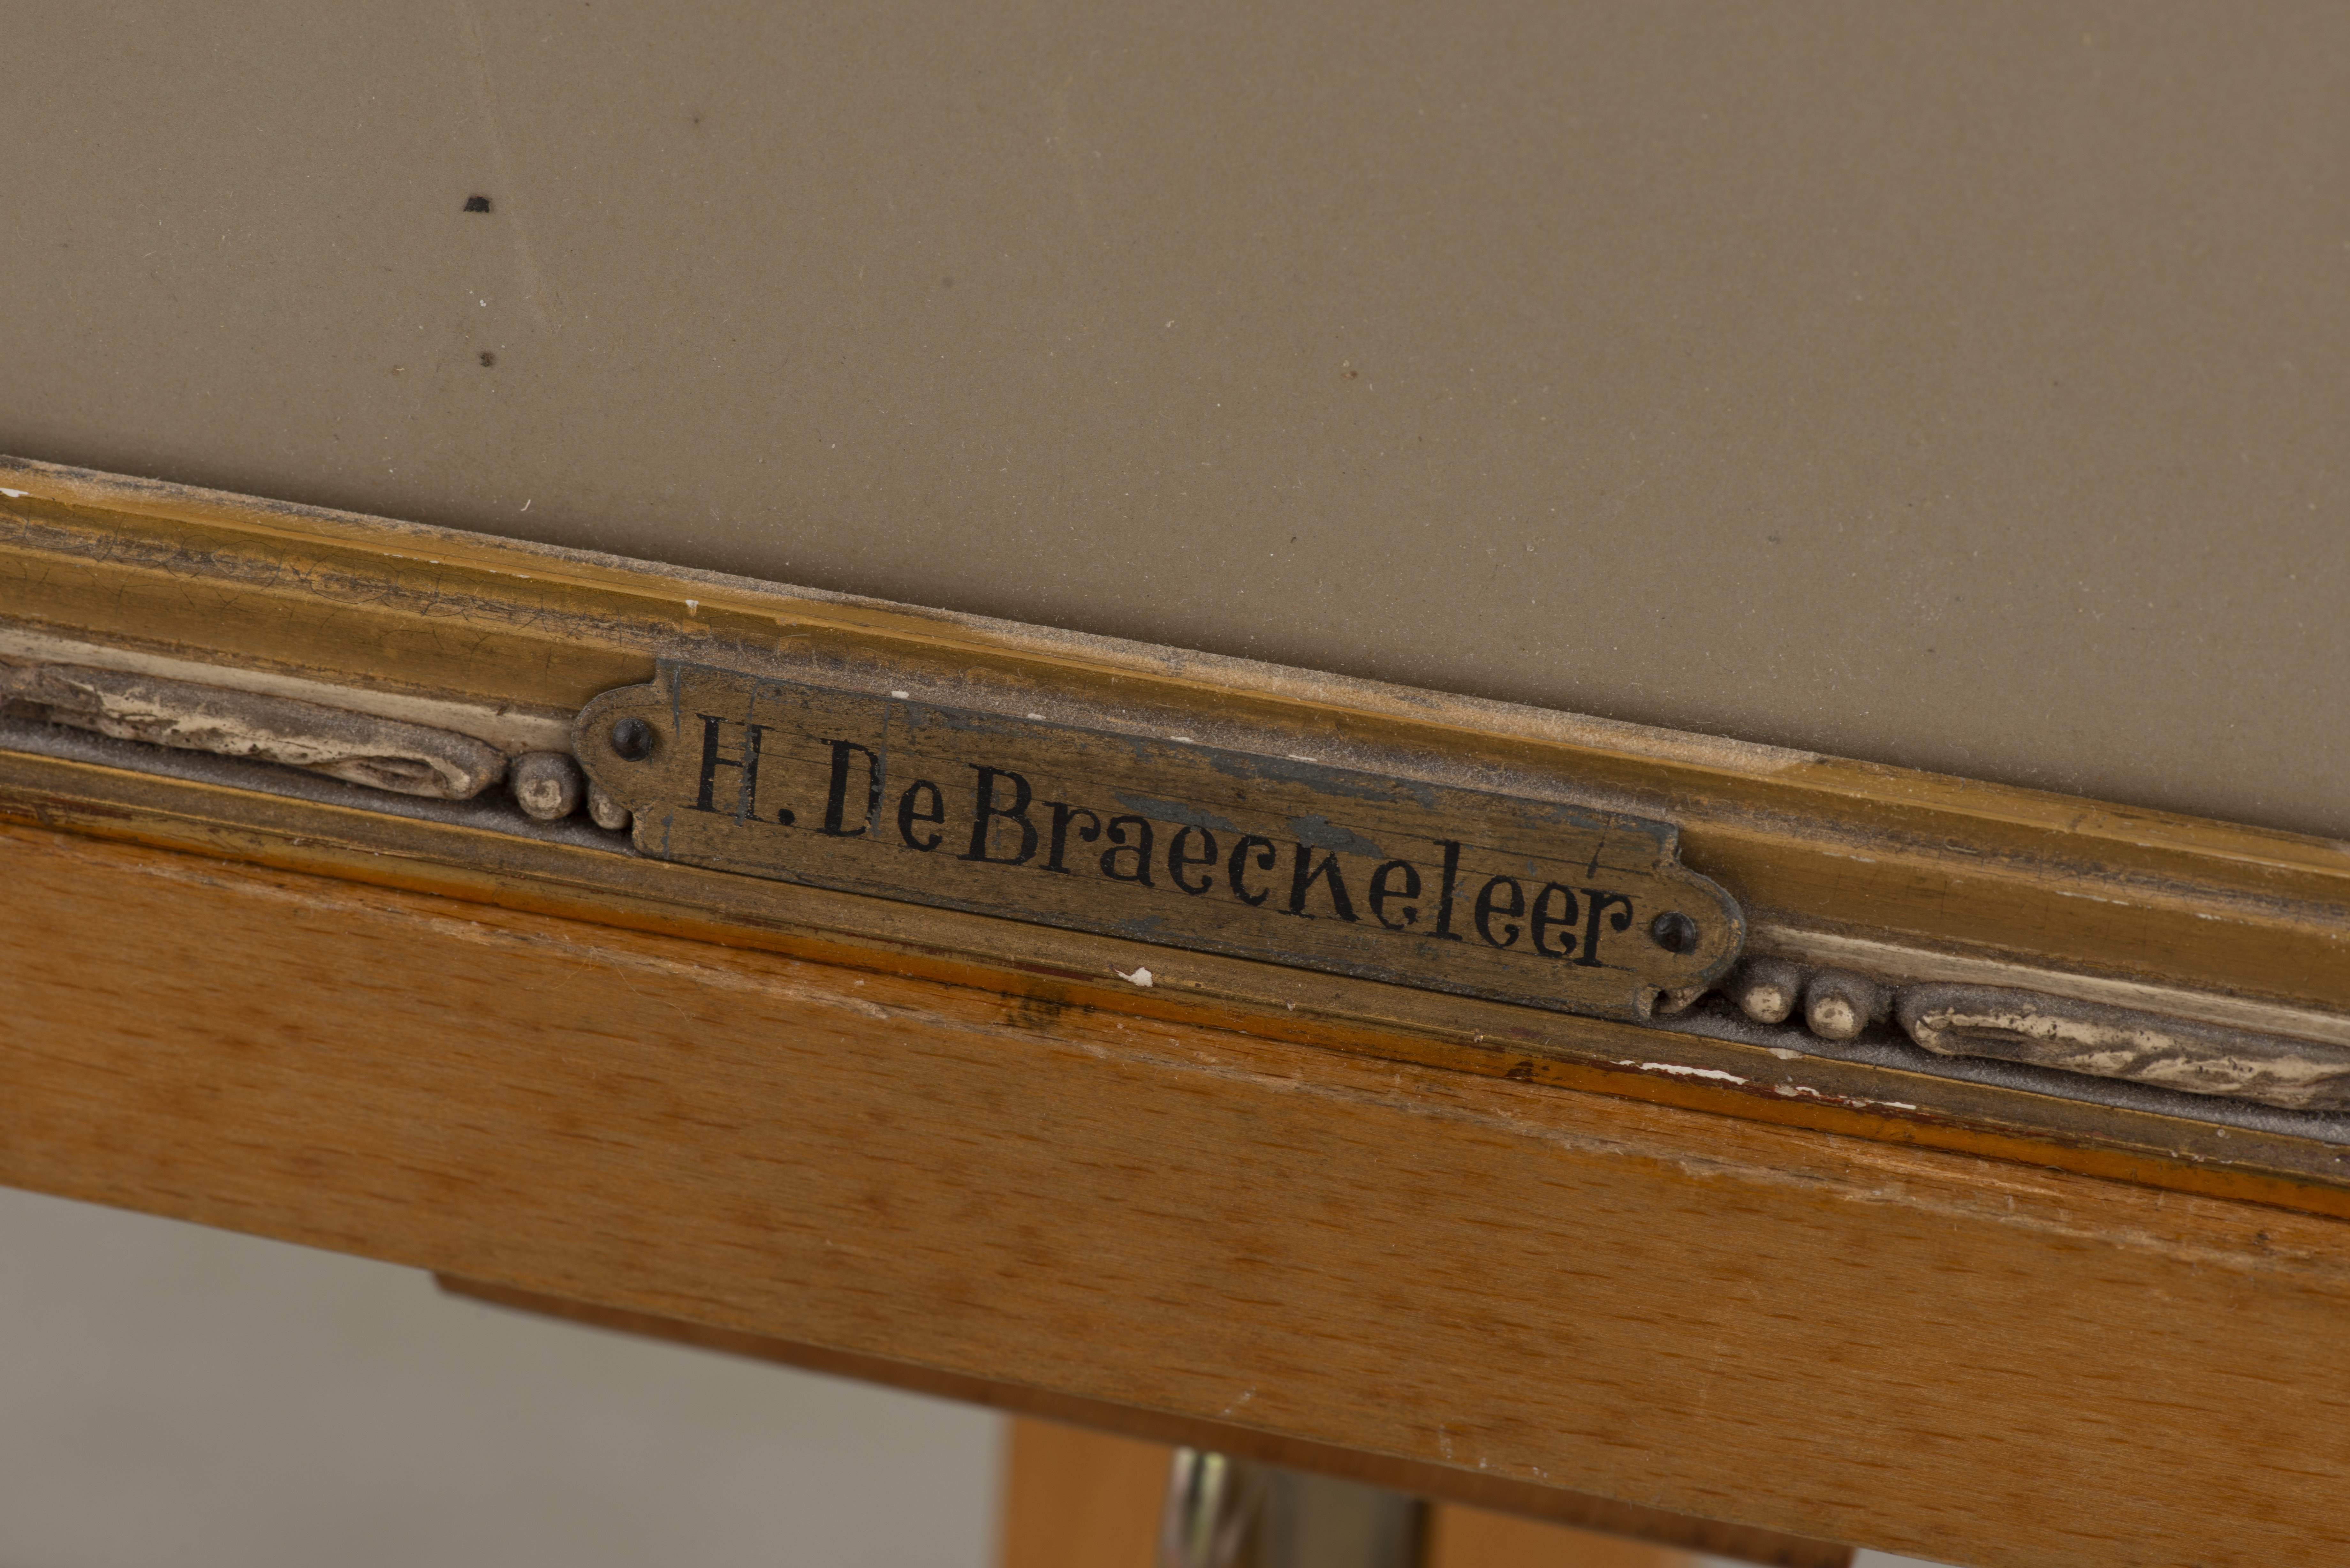 H. De Braeckeleer